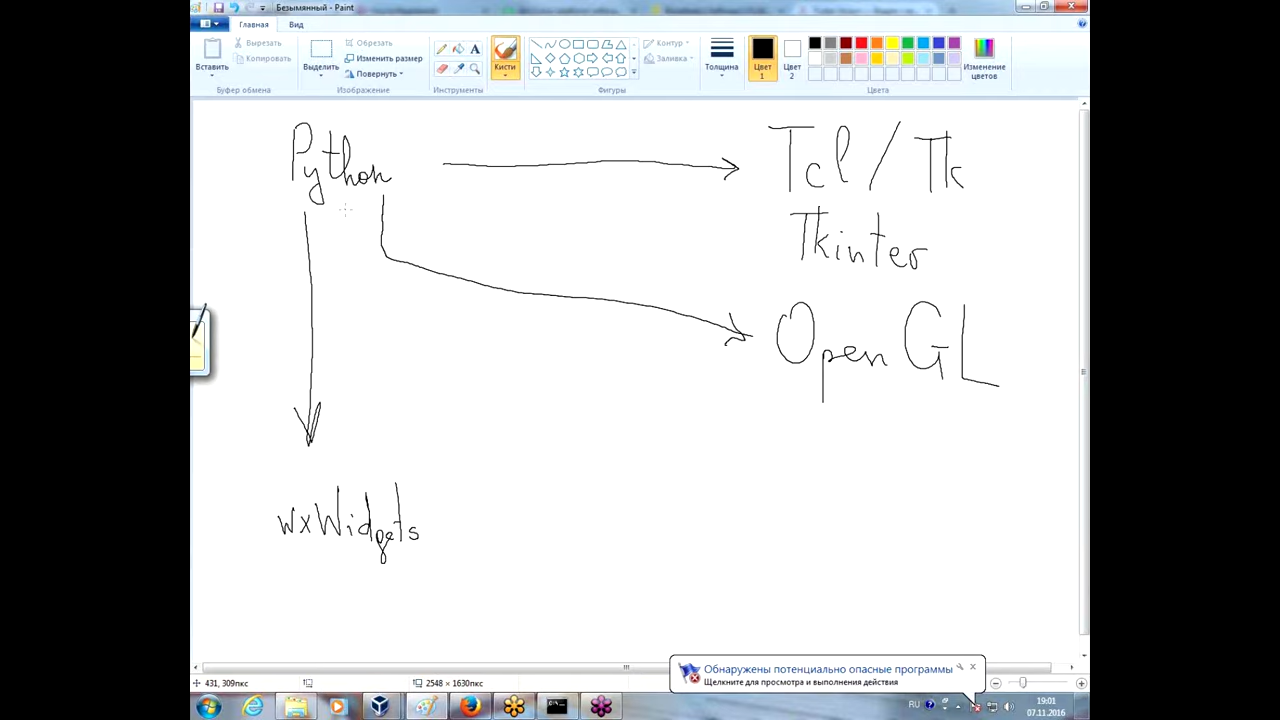 Безымянный - Paint
Главная Вид
Вставить
Вырезать
Копировать
Буфер обмена
Выделить
Обрезать
Изменить размер
Повернуть
Изображение
A
Инструменты
Кисти
Контур
Заливка
Фигуры
Толщина
Цвет 1
Цвет 2
Изменение цветов
Цвета
Python
Tcl / Tk
Tkinter
Open GL
wxWidgets
Обнаружены потенциально опасные программы
Щелкните для просмотра и выполнения действия
431, 309пкс
2548 × 1630пкс
RU
19:01
07.11.2016